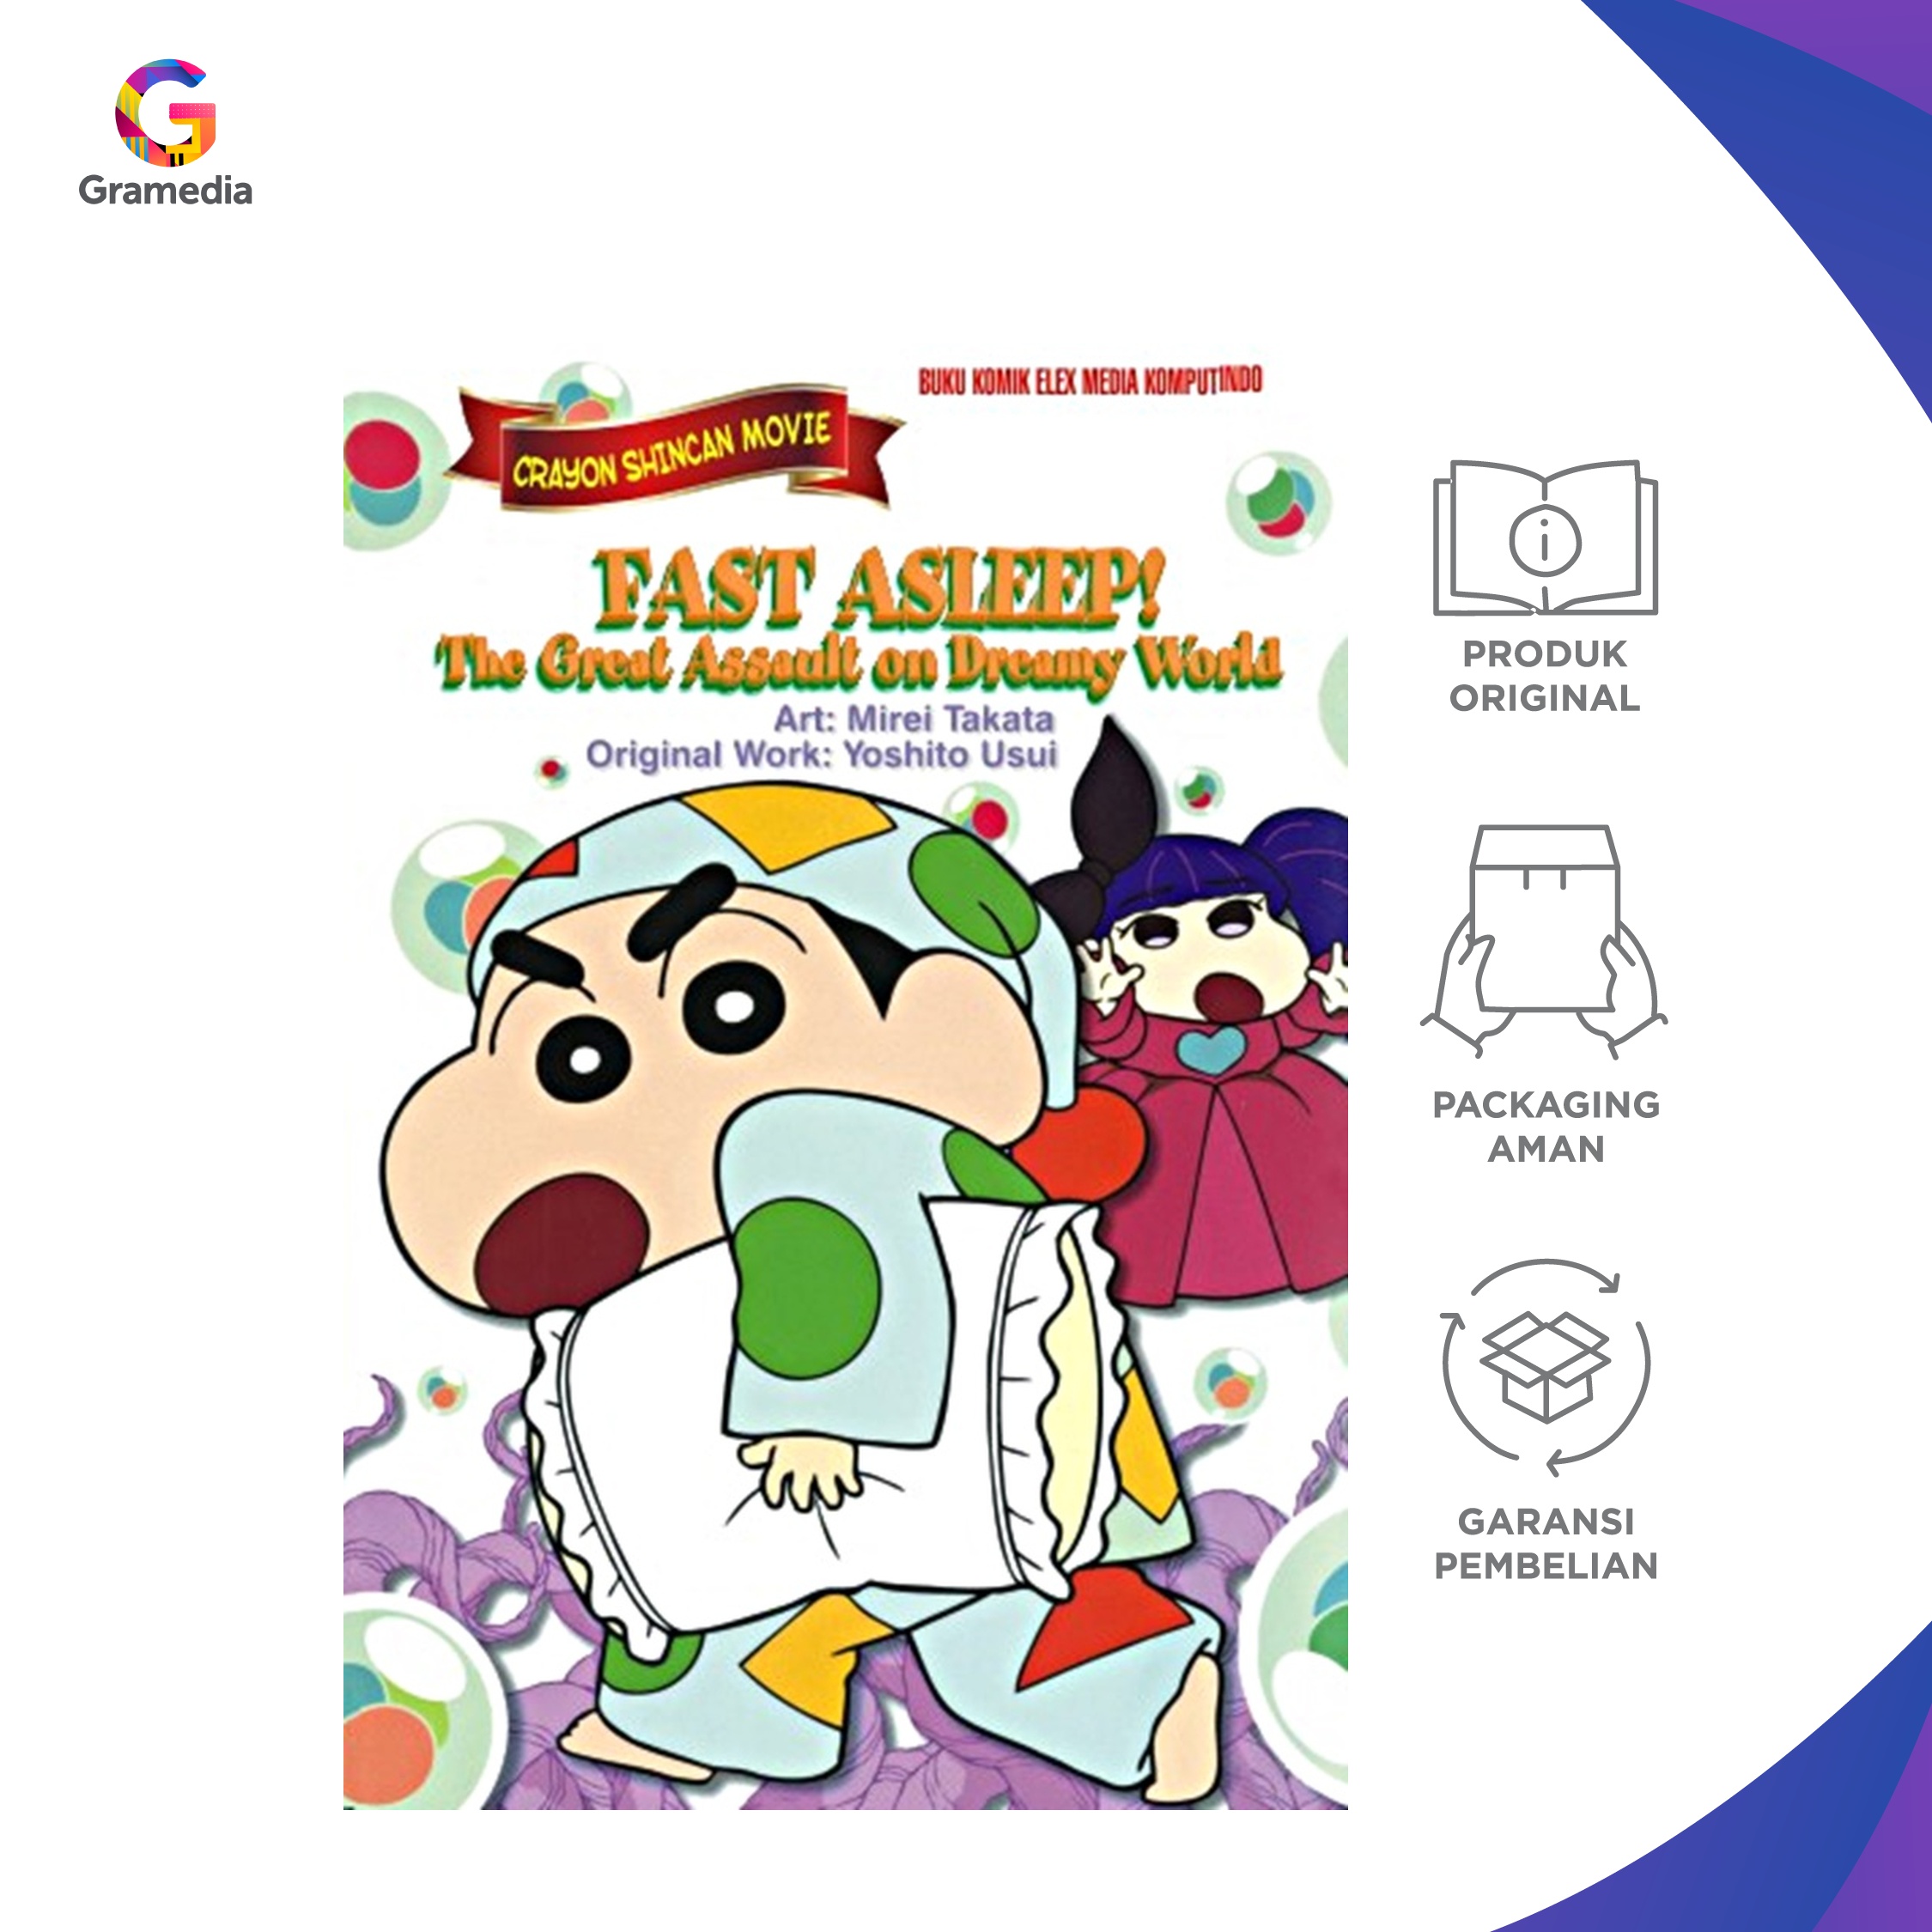 Gramedia
BUKU KOMIK ELEX MEDIA KOMPUTINDO
CRAYON SHINCAN MOVIE
FAST ASLEEP!
The Great Assault on Dreamy World
Art: Mirei Takata
Original Work: Yoshito Usui
PRODUK
ORIGINAL
PACKAGING
AMAN
GARANSI
PEMBELIAN